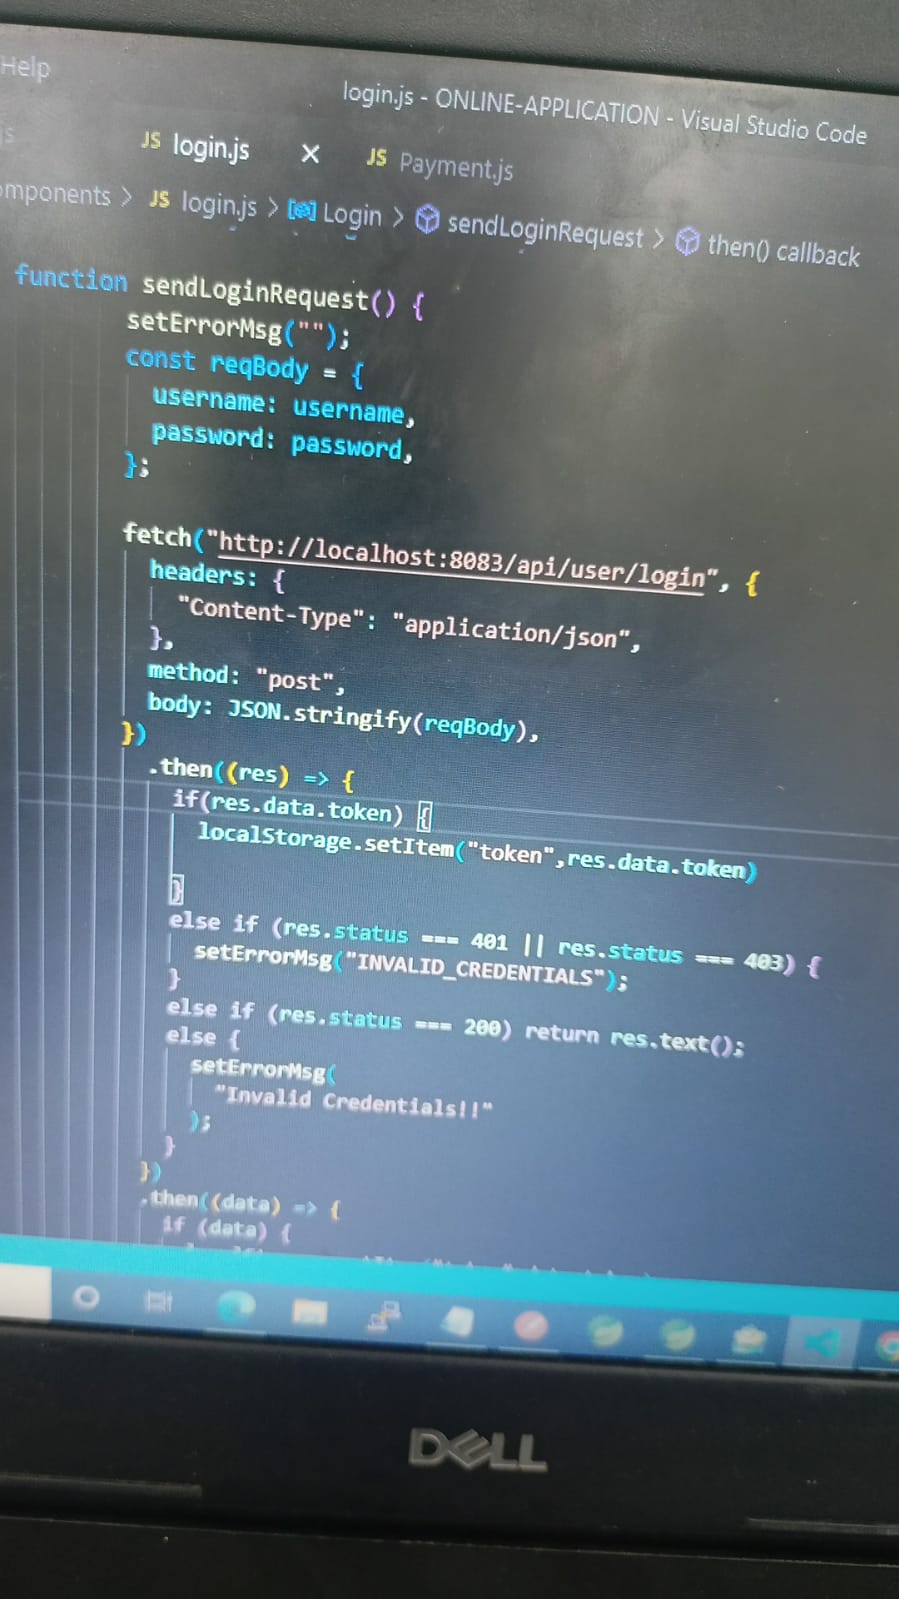 Help
login.js - ONLINE-APPLICATION - Visual Studio Code
js
JS login.js × JS Payment.js
omponents > JS login.js > Login > sendLoginRequest > then() callback
function sendLoginRequest() {
setErrorMsg("");
const reqBody = {
username: username,
password: password,
};
fetch("http://localhost:8083/api/user/login", {
headers: {
"Content-Type": "application/json",
},
method: "post",
body: JSON.stringify(reqBody),
})
.then((res) => {
if(res.data.token) {
localStorage.setItem("token",res.data.token)
}
else if (res.status === 401 || res.status === 403) {
setErrorMsg("INVALID_CREDENTIALS");
}
else if (res.status === 200) return res.text();
else {
setErrorMsg(
"Invalid Credentials!!"
);
}
})
.then((data) => {
if (data) {
DELL